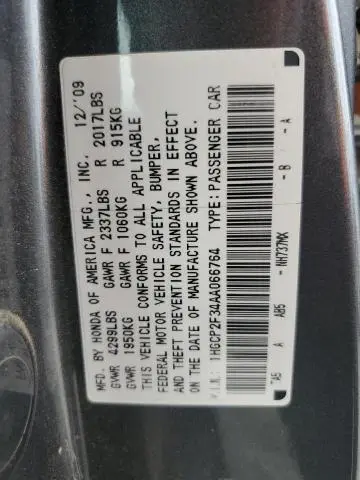 MFD. BY HONDA OF AMERICA MFG., INC. 12/'09
GVWR 4299LBS GAWR F 2337LBS R 2017LBS
GVWR 1950KG GAWR F 1060KG R 915KG
THIS VEHICLE CONFORMS TO ALL APPLICABLE
FEDERAL MOTOR VEHICLE SAFETY, BUMPER,
AND THEFT PREVENTION STANDARDS IN EFFECT
ON THE DATE OF MANUFACTURE SHOWN ABOVE.
V.I.N.: 1HGCP2F34AA066764 TYPE: PASSENGER CAR
TA5 A AB5 - NH737MX - B - A